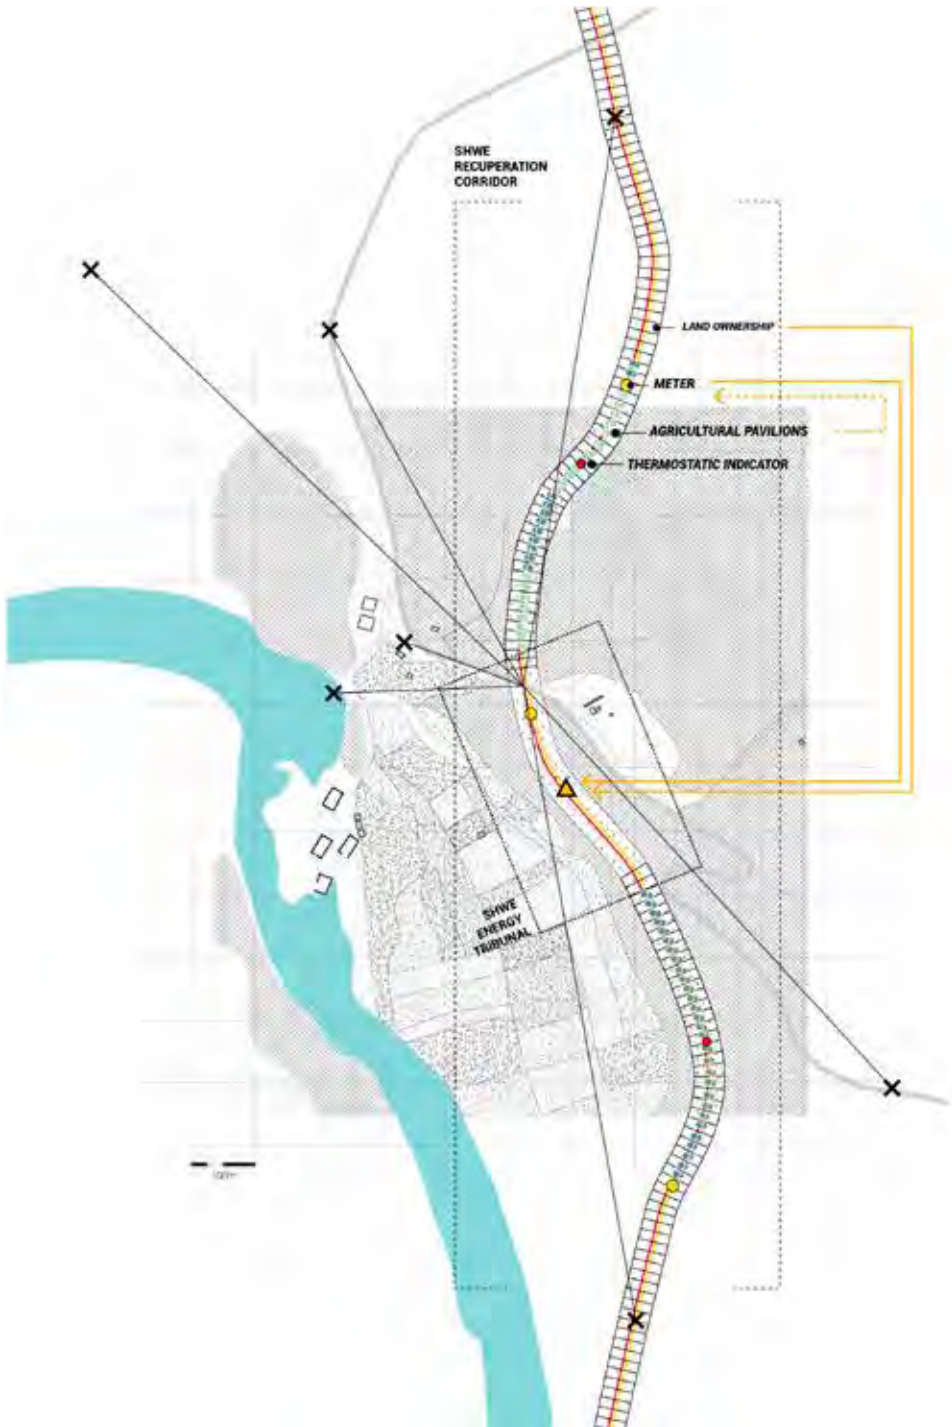 SHWE
RECUPERATION
CORRIDOR
LAND OWNERSHIP
METER
AGRICULTURAL PAVILIONS
THERMOSTATIC INDICATOR
SHWE
ENERGY
TRIBUNAL